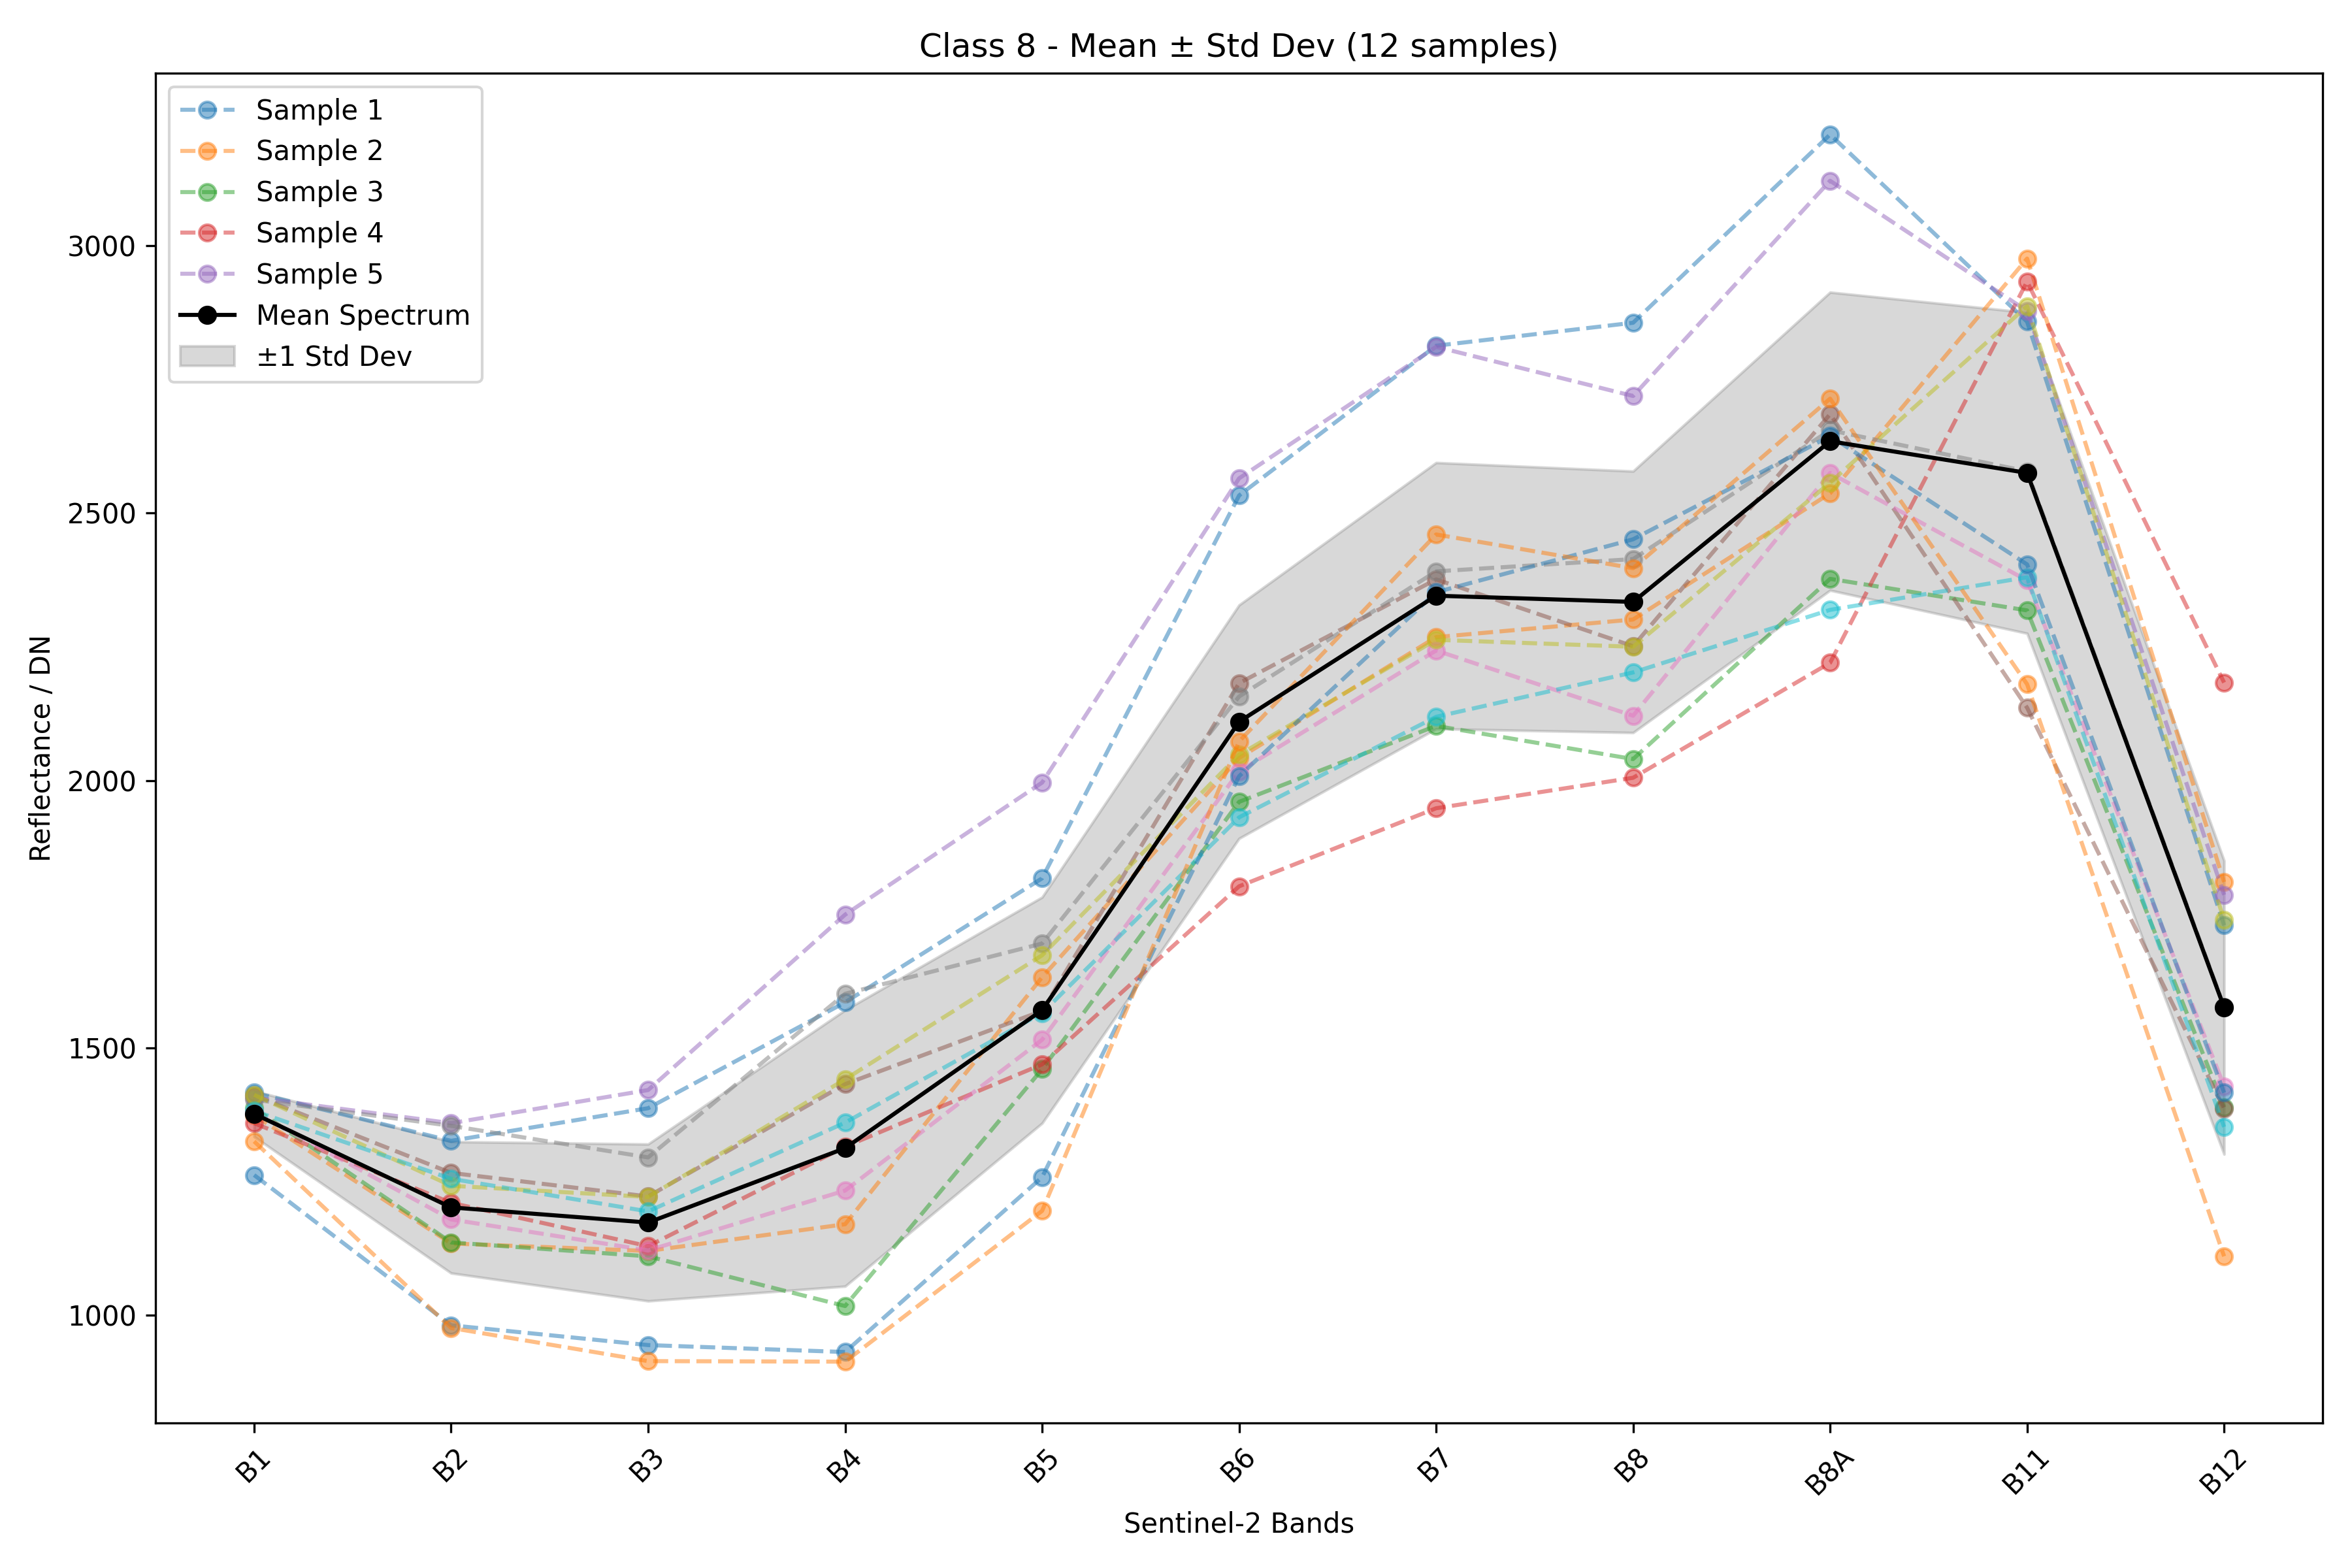 Class 8 - Mean ± Std Dev (12 samples)
Sample 1
Sample 2
Sample 3
Sample 4
Sample 5
Mean Spectrum
±1 Std Dev
3000
2500
2000
1500
1000
Reflectance / DN
B1
B2
B3
B4
B5
B6
B7
B8
B8A
B11
B12
Sentinel-2 Bands